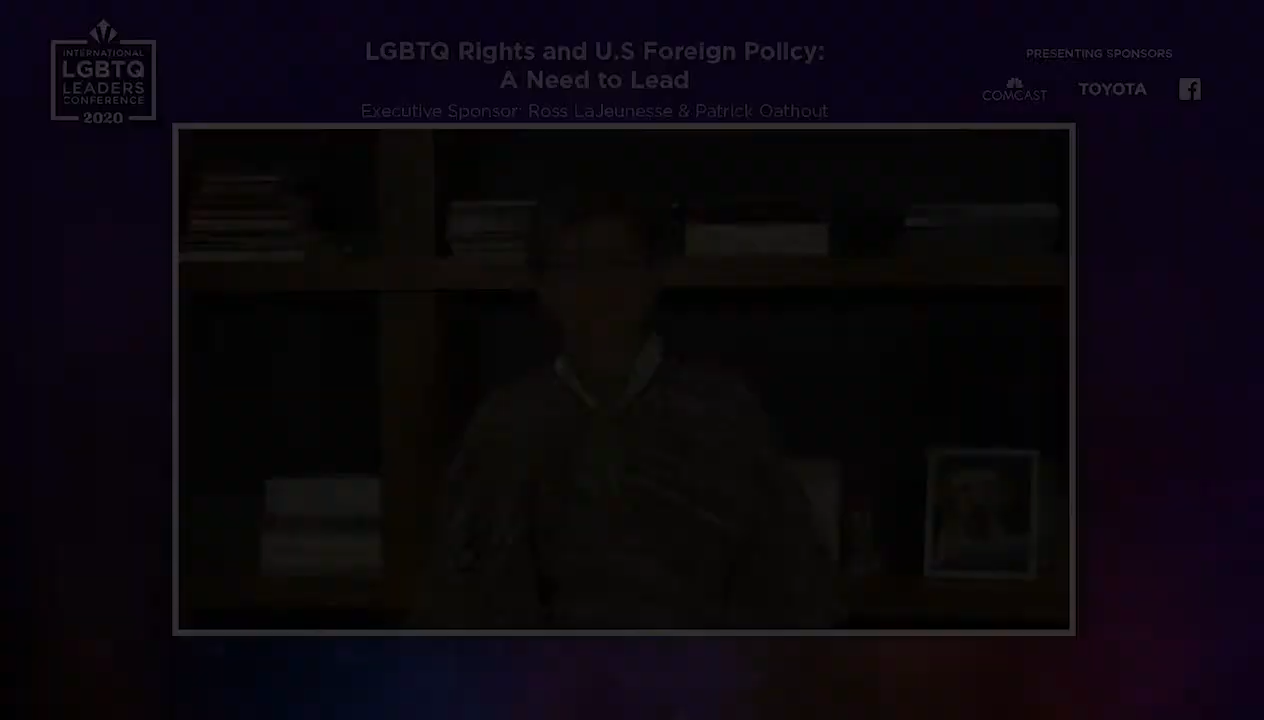 INTERNATIONAL
LGBTQ
LEADERS
CONFERENCE
2020
LGBTQ Rights and U.S Foreign Policy:
A Need to Lead
Executive Sponsor: Ross LaJeunesse & Patrick Oathout
PRESENTING SPONSORS
COMCAST
TOYOTA